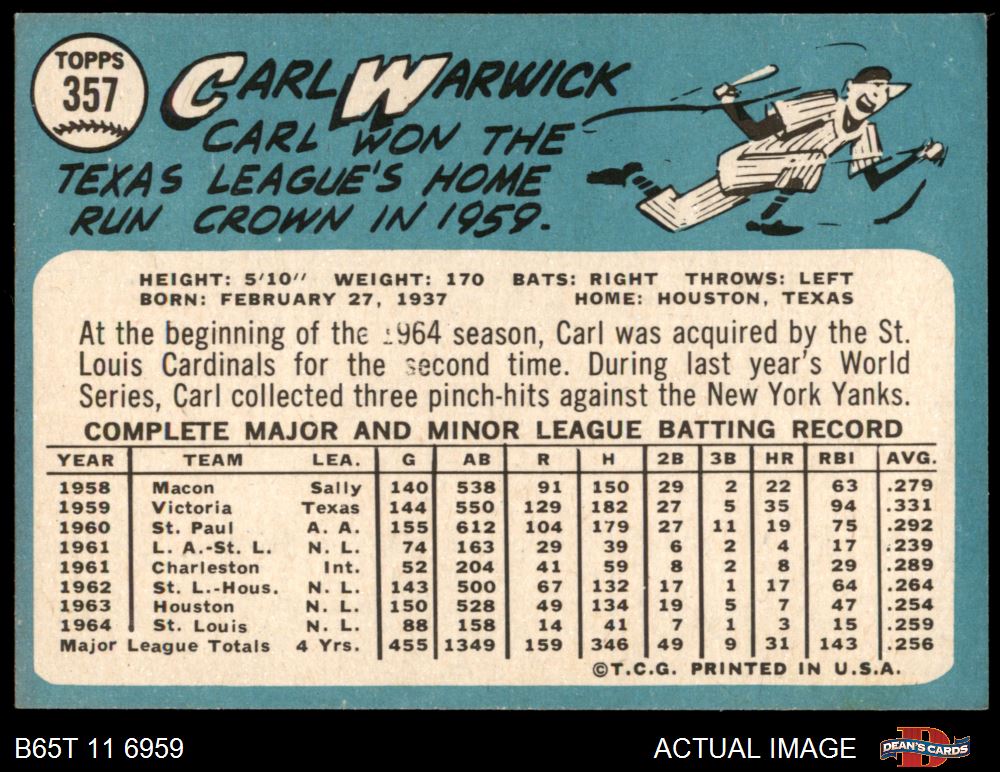 TOPPS
357
CARL WARWICK
CARL WON THE
TEXAS LEAGUE'S HOME
RUN CROWN IN 1959.
HEIGHT: 5'10" WEIGHT: 170 BATS: RIGHT THROWS: LEFT
BORN: FEBRUARY 27, 1937 HOME: HOUSTON, TEXAS
At the beginning of the 1964 season, Carl was acquired by the St.
Louis Cardinals for the second time. During last year's World
Series, Carl collected three pinch-hits against the New York Yanks.
COMPLETE MAJOR AND MINOR LEAGUE BATTING RECORD
YEAR TEAM LEA. G AB R H 2B 3B HR RBI AVG.
1958 Macon Sally 140 538 91 150 29 2 22 63 .279
1959 Victoria Texas 144 550 129 182 27 5 35 94 .331
1960 St. Paul A. A. 155 612 104 179 27 11 19 75 .292
1961 L. A.-St. L. N. L. 74 163 29 39 6 2 4 17 .239
1961 Charleston Int. 52 204 41 59 8 2 8 29 .289
1962 St. L.-Hous. N. L. 143 500 67 132 17 1 17 64 .264
1963 Houston N. L. 150 528 49 134 19 5 7 47 .254
1964 St. Louis N. L. 88 158 14 41 7 1 3 15 .259
Major League Totals 4 Yrs. 455 1349 159 346 49 9 31 143 .256
©T.C.G. PRINTED IN U.S.A.
B65T 11 6959 ACTUAL IMAGE DEAN'S CARDS